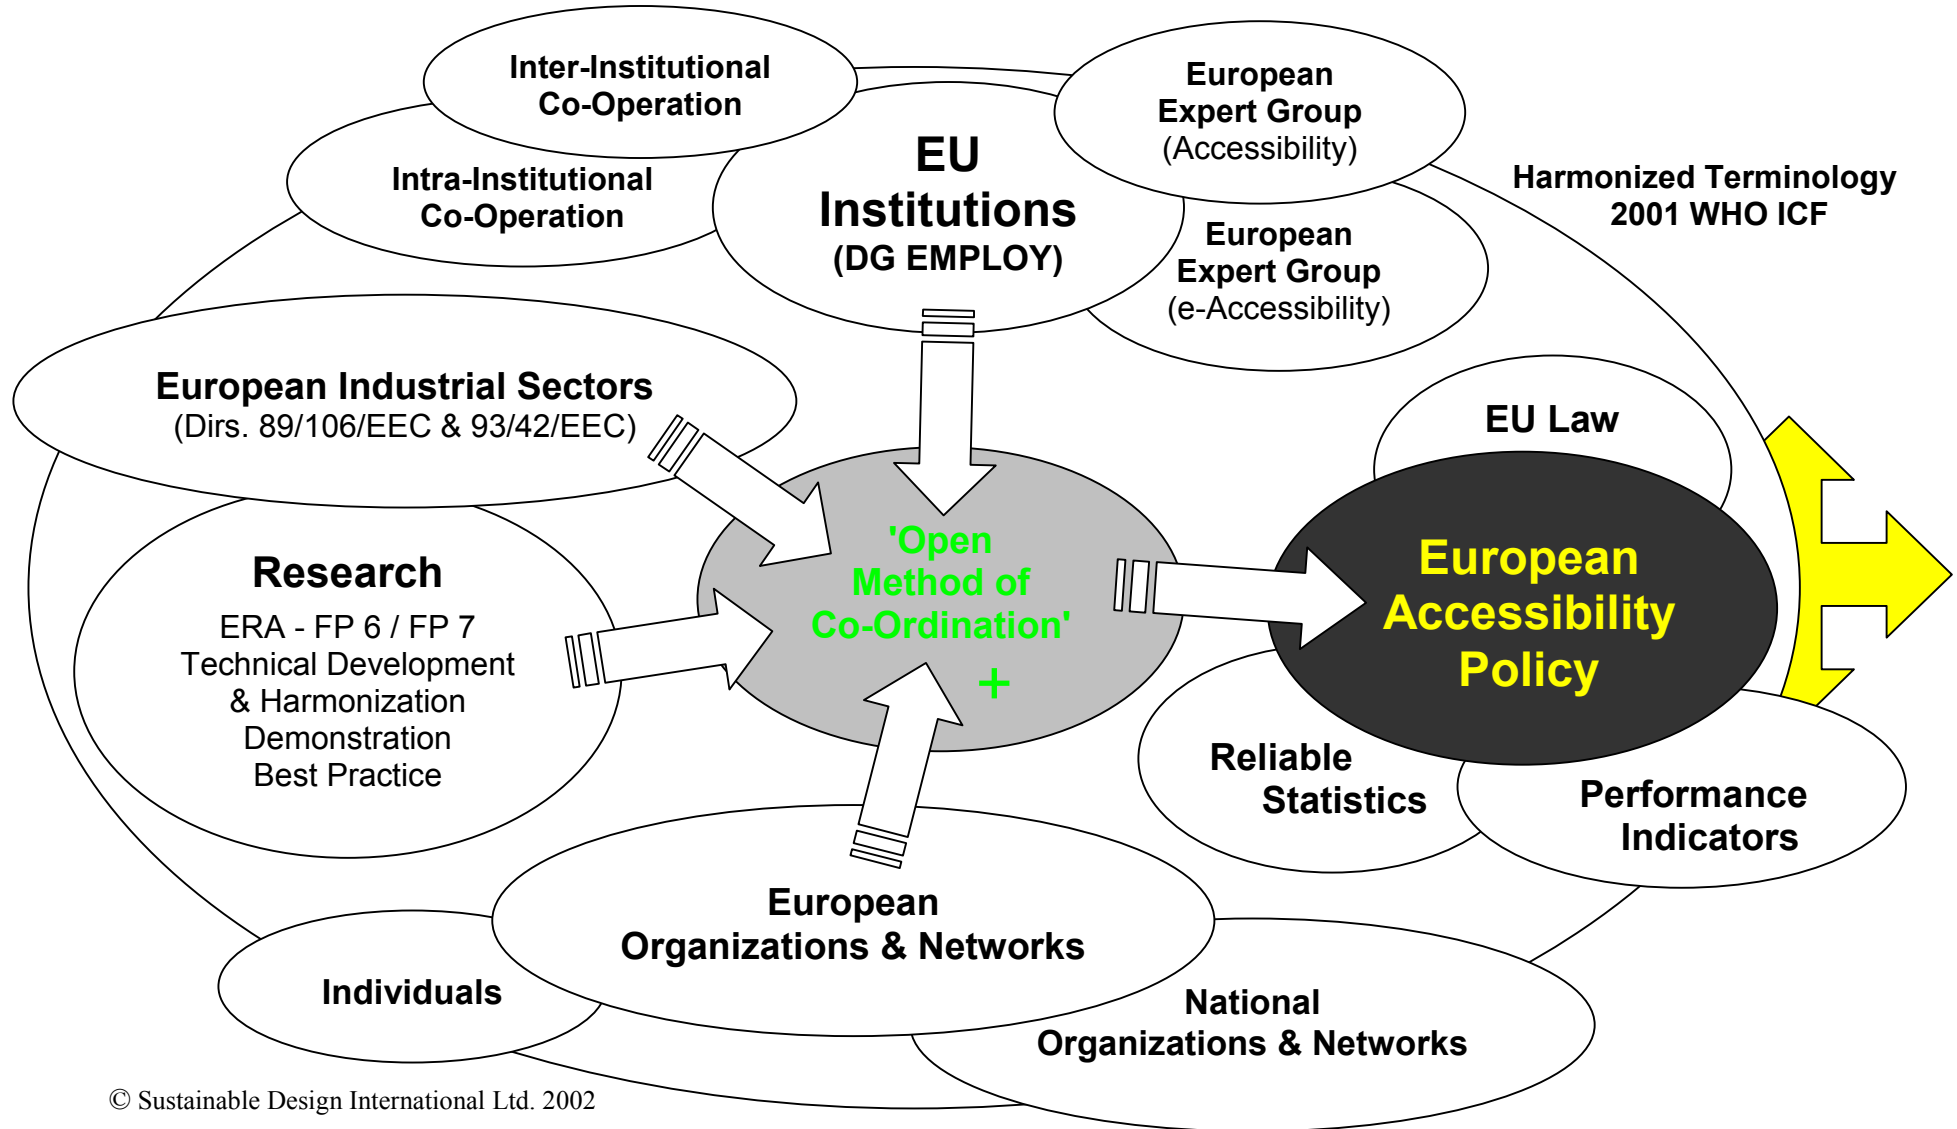 Inter-Institutional
Co-Operation
Intra-Institutional
Co-Operation
EU
Institutions
(DG EMPLOY)
European
Expert Group
(Accessibility)
European
Expert Group
(e-Accessibility)
Harmonized Terminology
2001 WHO ICF
European Industrial Sectors
(Dirs. 89/106/EEC & 93/42/EEC)
EU Law
Research
ERA - FP 6 / FP 7
Technical Development
& Harmonization
Demonstration
Best Practice
'Open
Method of
Co-Ordination'
+
European
Accessibility
Policy
Reliable
Statistics
Performance
Indicators
European
Organizations & Networks
Individuals
National
Organizations & Networks
© Sustainable Design International Ltd. 2002